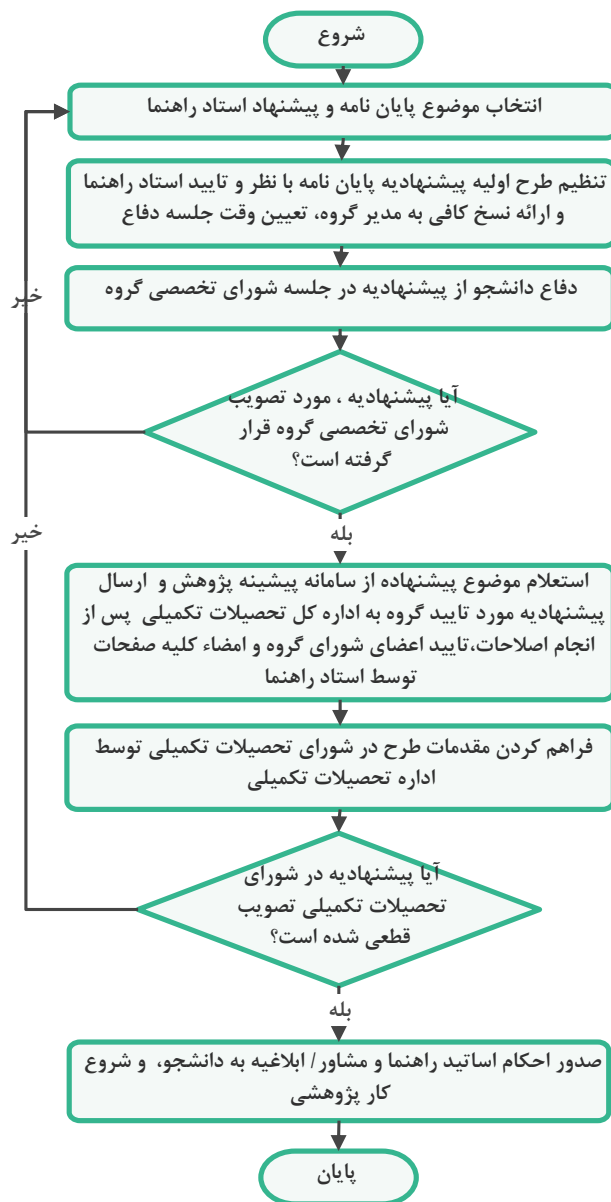 شروع
انتخاب موضوع پایان نامه و پیشنهاد استاد راهنما
تنظیم طرح اولیه پیشنهادیه پایان نامه با نظر و تایید استاد راهنما
و ارائه نسخ کافی به مدیر گروه، تعیین وقت جلسه دفاع
دفاع دانشجو از پیشنهادیه در جلسه شورای تخصصی گروه
خیر
آیا پیشنهادیه ، مورد تصویب
شورای تخصصی گروه قرار
گرفته است؟
خیر
بله
استعلام موضوع پیشنهاده از سامانه پیشینه پژوهش و ارسال
پیشنهادیه مورد تایید گروه به اداره کل تحصیلات تکمیلی پس از
انجام اصلاحات،تایید اعضای شورای گروه و امضاء کلیه صفحات
توسط استاد راهنما
فراهم کردن مقدمات طرح در شورای تحصیلات تکمیلی توسط
اداره تحصیلات تکمیلی
آیا پیشنهادیه در شورای
تحصیلات تکمیلی تصویب
قطعی شده است؟
بله
صدور احکام اساتید راهنما و مشاور/ ابلاغیه به دانشجو، و شروع
کار پژوهشی
پایان